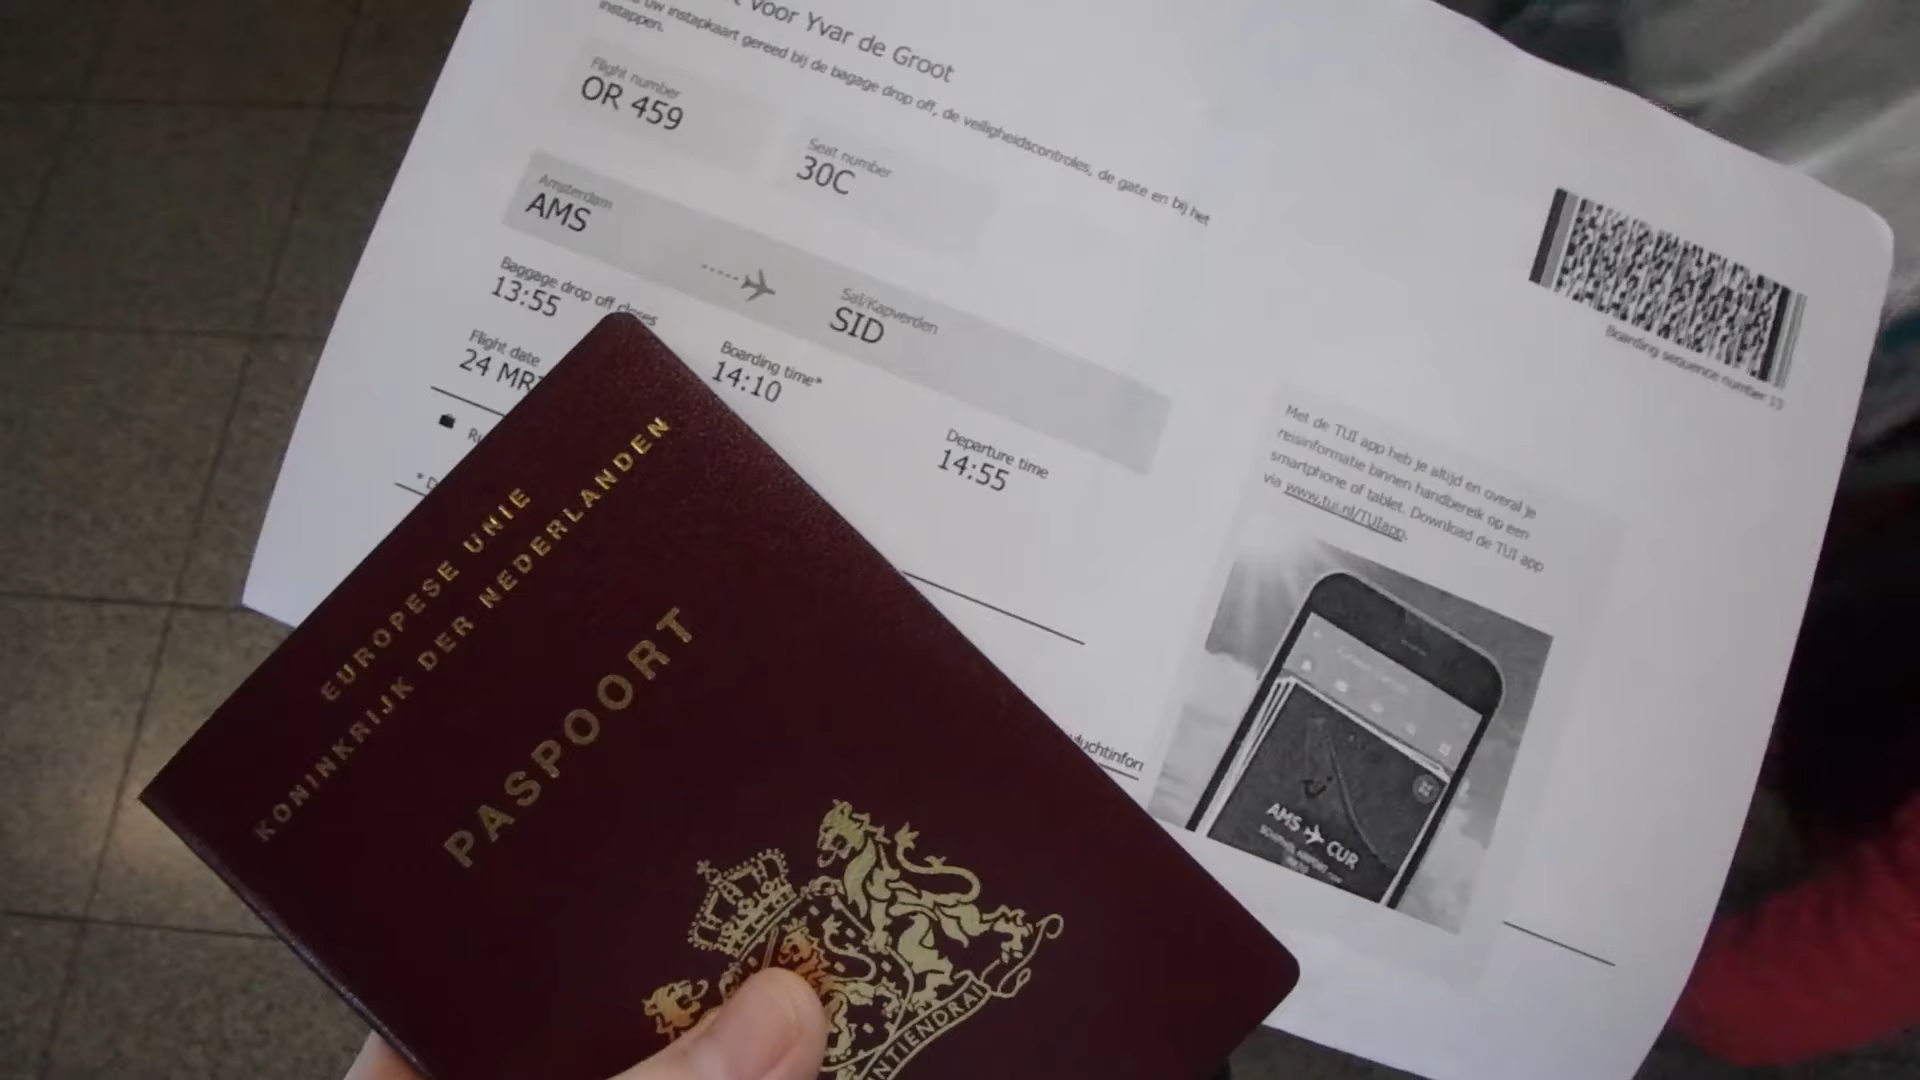 voor Yvar de Groot
uw instapkaart gereed bij de bagage drop off, de veiligheidscontroles, de gate en bij het
instappen.
Flight number
OR 459
Seat number
30C
Amsterdam
AMS
Sal/Kapverden
SID
Baggage drop off closes
13:55
Boarding time*
14:10
Departure time
14:55
Flight date
24 MR
Boarding sequence number 13
Met de TUI app heb je altijd en overal je
reisinformatie binnen handbereik op een
smartphone of tablet. Download de TUI app
via www.tui.nl/TUIapp.
AMS CUR
EUROPESE UNIE
KONINKRIJK DER NEDERLANDEN
PASPOORT